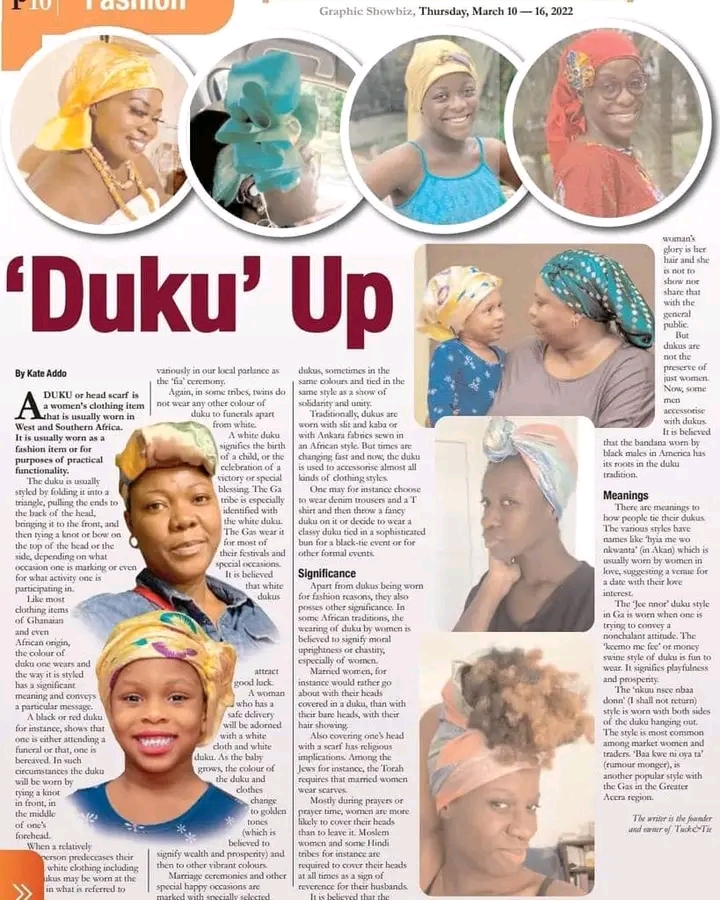 P10 | Fashion
Graphic Showbiz, Thursday, March 10 — 16, 2022
‘Duku’ Up
By Kate Addo
A DUKU or head scarf is
a women's clothing item
that is usually worn in
West and Southern Africa.
It is usually worn as a
fashion item or for
purposes of practical
functionality.
The duku is usually
styled by folding it into a
triangle, pulling the ends to
the back of the head,
bringing it to the front, and
then tying a knot or bow on
the top of the head or the
side, depending on what
occasion one is marking or even
for what activity one is
participating in.
Like most
clothing items
of Ghanaian
and even
African origin,
the colour of
duku one wears and
the way it is styled
has a significant
meaning and conveys
a particular message.
A black or red duku
for instance, shows that
one is either attending a
funeral or that, one is
bereaved. In such
circumstances the duku
will be worn by
tying a knot
in front, in
the middle
of one's
forehead.
When a relatively
person predeceases their
white clothing including
dukus may be worn at the
in what is referred to
variously in our local parlance as
the ‘fia’ ceremony.
Again, in some tribes, twins do
not wear any other colour of
duku to funerals apart
from white.
A white duku
signifies the birth
of a child, or the
celebration of a
victory or special
blessing. The Ga
tribe is especially
identified with
the white duku.
The Gas wear it
for most of
their festivals and
special occasions.
It is believed
that white
dukus
attract
good luck.
A woman
who has a
safe delivery
will be adorned
with a white
cloth and white
duku. As the baby
grows, the colour of
the duku and
clothes
change
to golden
tones
(which is
believed to
signify wealth and prosperity) and
then to other vibrant colours.
Marriage ceremonies and other
special happy occasions are
marked with specially selected
dukus, sometimes in the
same colours and tied in the
same style as a show of
solidarity and unity.
Traditionally, dukus are
worn with slit and kaba or
with Ankara fabrics sewn in
an African style. But times are
changing fast and now, the duku
is used to accessorise almost all
kinds of clothing styles.
One may for instance choose
to wear denim trousers and a T
shirt and then throw a fancy
duku on it or decide to wear a
classy duku tied in a sophisticated
bun for a black-tie event or for
other formal events.
Significance
Apart from dukus being worn
for fashion reasons, they also
posses other significance. In
some African traditions, the
wearing of duku by women is
believed to signify moral
uprightness or chastity,
especially of women.
Married women, for
instance would rather go
about with their heads
covered in a duku, than with
their bare heads, with their
hair showing.
Also covering one's head
with a scarf has religious
implications. Among the
Jews for instance, the Torah
requires that married women
wear scarves.
Mostly during prayers or
prayer time, women are more
likely to cover their heads
than to leave it. Moslem
women and some Hindi
tribes for instance are
required to cover their heads
at all times as a sign of
reverence for their husbands.
It is believed that the
woman's
glory is her
hair and she
is not to
show nor
share that
with the
general
public.
But
dukus are
not the
preserve of
just women.
Now, some
men
accessorise
with dukus.
It is believed
that the bandana worn by
black males in America has
its roots in the duku
tradition.
Meanings
There are meanings to
how people tie their dukus.
The various styles have
names like ‘hyia me wo
nkwanta’ (in Akan) which is
usually worn by women in
love, suggesting a venue for
a date with their love
interest.
The ‘Jee nnor’ duku style
in Ga is worn when one is
trying to convey a
nonchalant attitude. The
‘keemo me fee’ or money
swine style of duku is fun to
wear. It signifies playfulness
and prosperity.
The ‘nkuu nsee nbaa
donn’ (I shall not return)
style is worn with both sides
of the duku hanging out.
The style is most common
among market women and
traders. ‘Baa kwe ni oya ta’
(rumour monger), is
another popular style with
the Gas in the Greater
Accra region.
The writer is the founder
and owner of Tuck&Tie